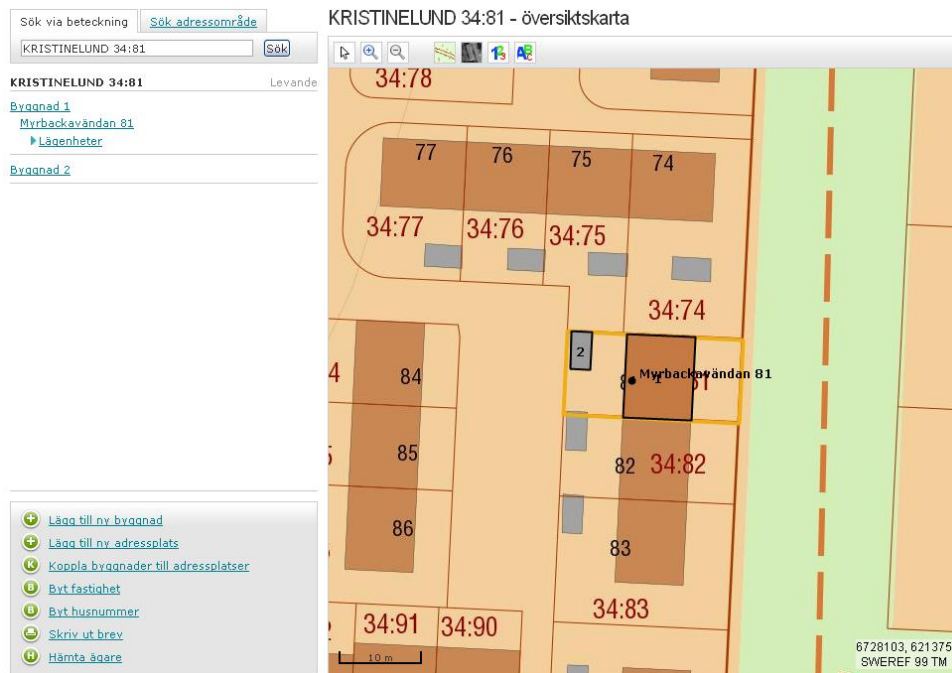 Sök via beteckning
Sök adressområde
KRISTINELUND 34:81
Sök
KRISTINELUND 34:81
Levande
Byggnad 1
Myrbackavändan 81
Lägenheter
Byggnad 2
Lägg till ny byggnad
Lägg till ny adressplats
K Koppla byggnader till adressplatser
B Byt fastighet
B Byt husnummer
Skriv ut brev
H Hämta ägare
KRISTINELUND 34:81 - översiktskarta
34:78
77 76 75 74
34:77 34:76 34:75
34:74
2
Myrbackavändan 81
4 84
82 34:82
85
86
83
34:83
34:91 34:90
10 m
6728103, 621375
SWEREF 99 TM